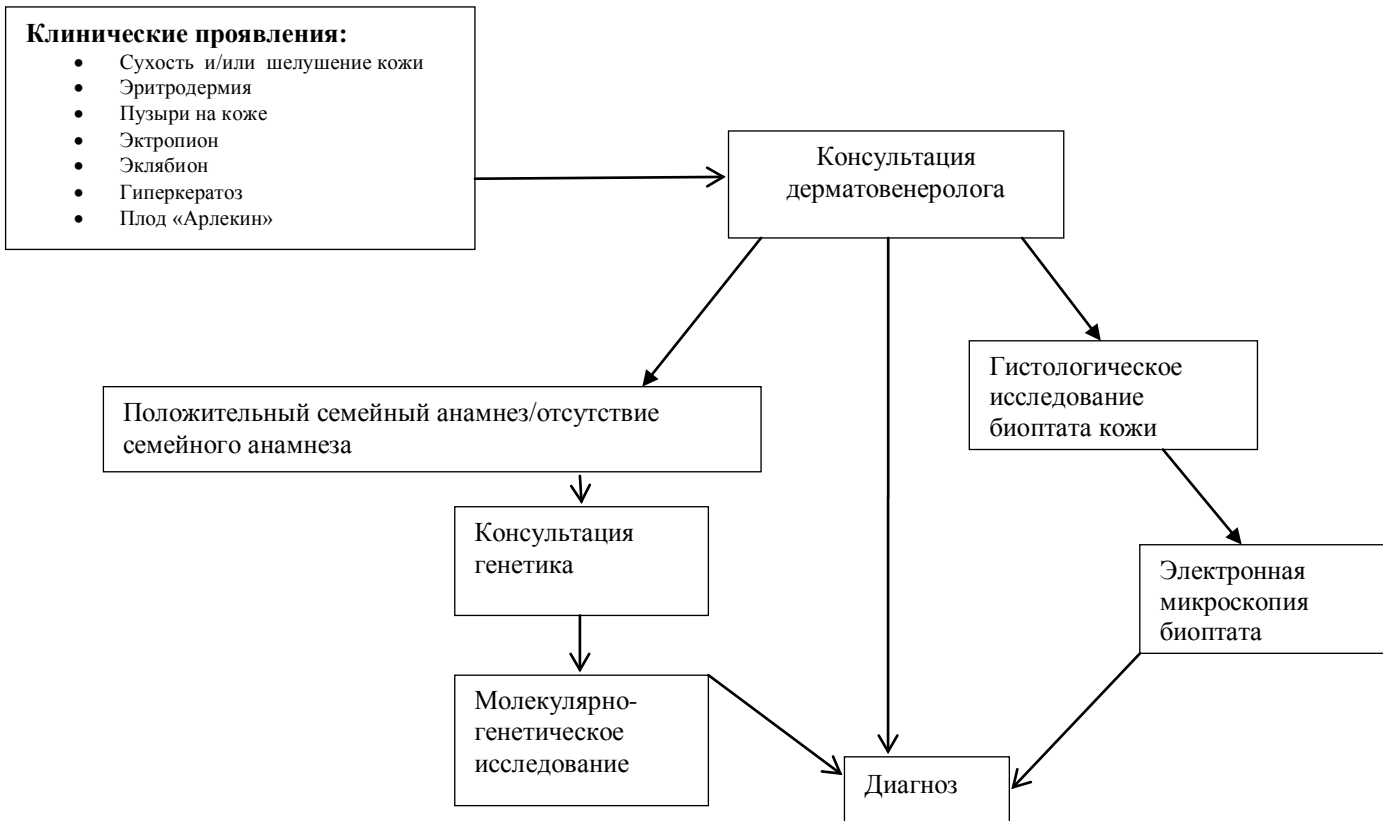 Клинические проявления:
• Сухость и/или шелушение кожи
• Эритродермия
• Пузыри на коже
• Эктропион
• Эклябион
• Гиперкератоз
• Плод «Арлекин»
Консультация
дерматовенеролога
Положительный семейный анамнез/отсутствие
семейного анамнеза
Гистологическое
исследование
биоптата кожи
Консультация
генетика
Электронная
микроскопия
биоптата
Молекулярно-
генетическое
исследование
Диагноз